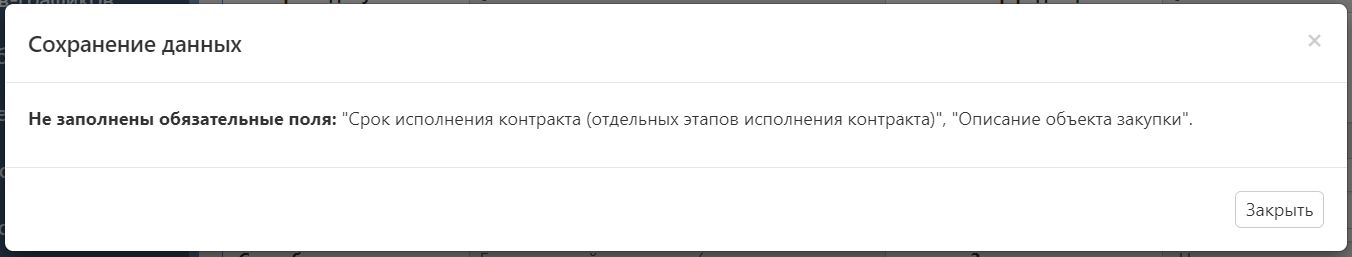 Сохранение данных
×
Не заполнены обязательные поля: "Срок исполнения контракта (отдельных этапов исполнения контракта)", "Описание объекта закупки".
Закрыть